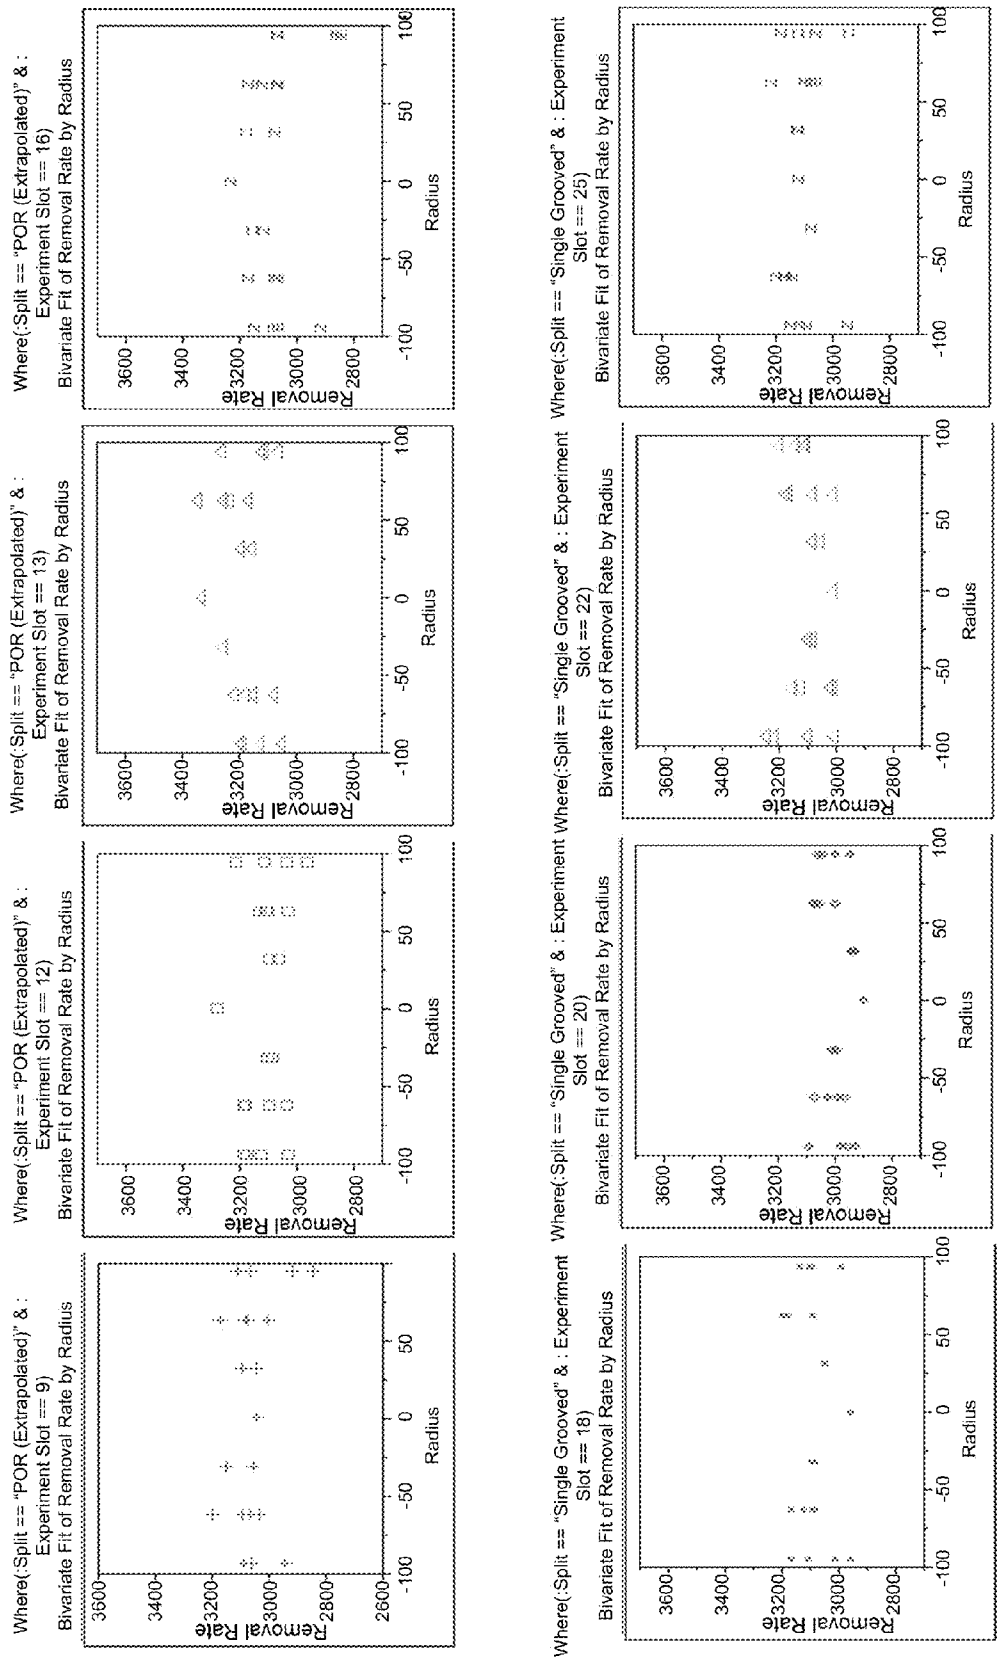 Where(:Split == "POR (Extrapolated)" & :
Experiment Slot == 9)
Bivariate Fit of Removal Rate by Radius
Removal Rate
3600
3400
3200
3000
2800
2600
-100
-50
0
50
Radius
Where(:Split == "POR (Extrapolated)" & :
Experiment Slot == 12)
Bivariate Fit of Removal Rate by Radius
Removal Rate
3600
3400
3200
3000
2800
-100
-50
0
50
100
Radius
Where(:Split == "POR (Extrapolated)" & :
Experiment Slot == 13)
Bivariate Fit of Removal Rate by Radius
Removal Rate
3600
3400
3200
3000
2800
-100
-50
0
50
100
Radius
Where(:Split == "POR (Extrapolated)" & :
Experiment Slot == 16)
Bivariate Fit of Removal Rate by Radius
Removal Rate
3600
3400
3200
3000
2800
-100
-50
0
50
100
Radius
Where(:Split == "Single Grooved" & : Experiment
Slot == 18)
Bivariate Fit of Removal Rate by Radius
Removal Rate
3600
3400
3200
3000
2800
-100
-50
0
50
100
Radius
Where(:Split == "Single Grooved" & : Experiment
Slot == 20)
Bivariate Fit of Removal Rate by Radius
Removal Rate
3600
3400
3200
3000
2800
-100
-50
0
50
100
Radius
Where(:Split == "Single Grooved" & : Experiment
Slot == 22)
Bivariate Fit of Removal Rate by Radius
Removal Rate
3600
3400
3200
3000
2800
-100
-50
0
50
100
Radius
Where(:Split == "Single Grooved" & : Experiment
Slot == 25)
Bivariate Fit of Removal Rate by Radius
Removal Rate
3600
3400
3200
3000
2800
-100
-50
0
50
100
Radius